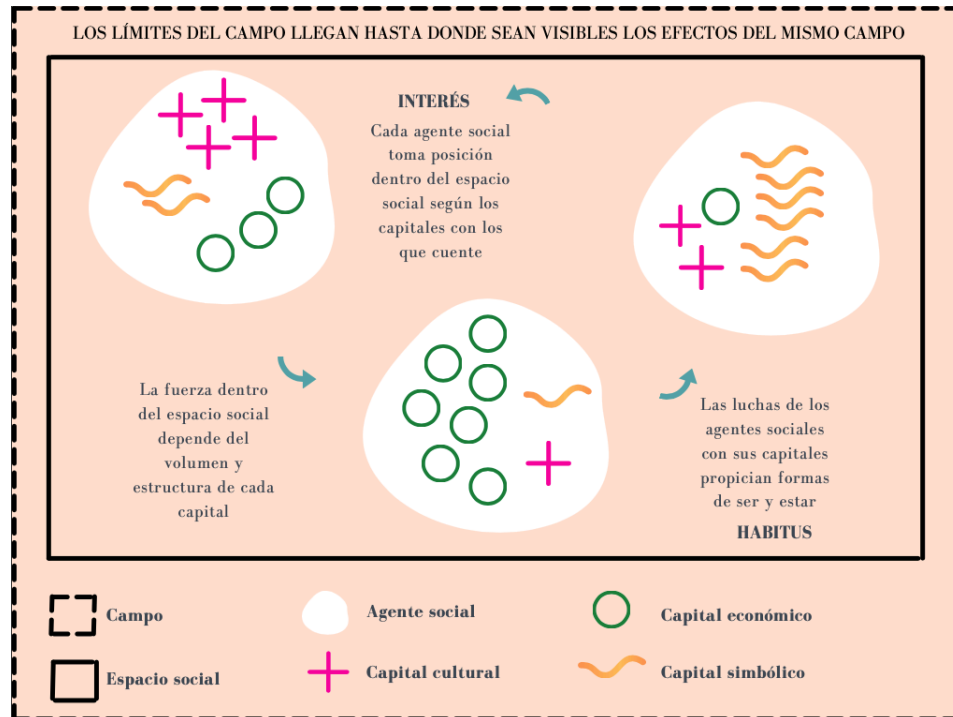 LOS LÍMITES DEL CAMPO LLEGAN HASTA DONDE SEAN VISIBLES LOS EFECTOS DEL MISMO CAMPO
INTERÉS
Cada agente social
toma posición
dentro del espacio
social según los
capitales con los
que cuente
La fuerza dentro
del espacio social
depende del
volumen y
estructura de cada
capital
Las luchas de los
agentes sociales
con sus capitales
propician formas
de ser y estar
HABITUS
Campo
Agente social
Capital económico
Espacio social
Capital cultural
Capital simbólico